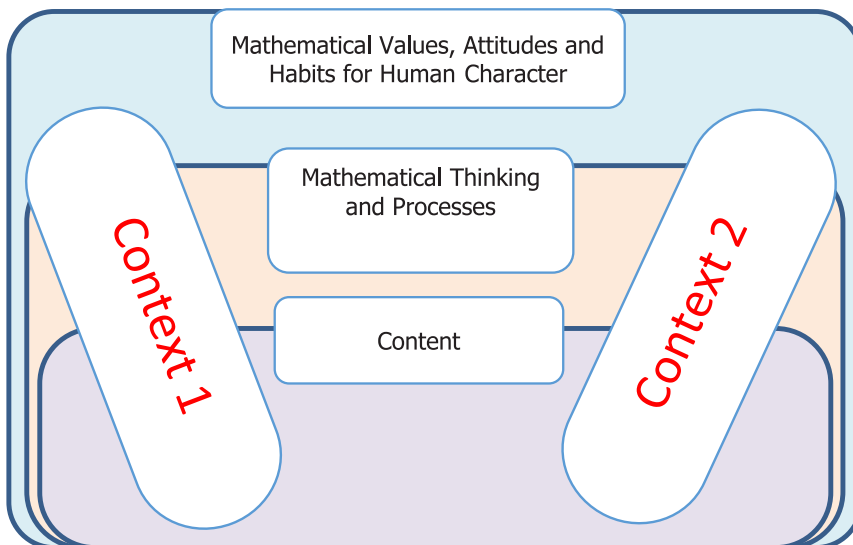 Mathematical Values, Attitudes and
Habits for Human Character
Mathematical Thinking
and Processes
Context 1
Context 2
Content